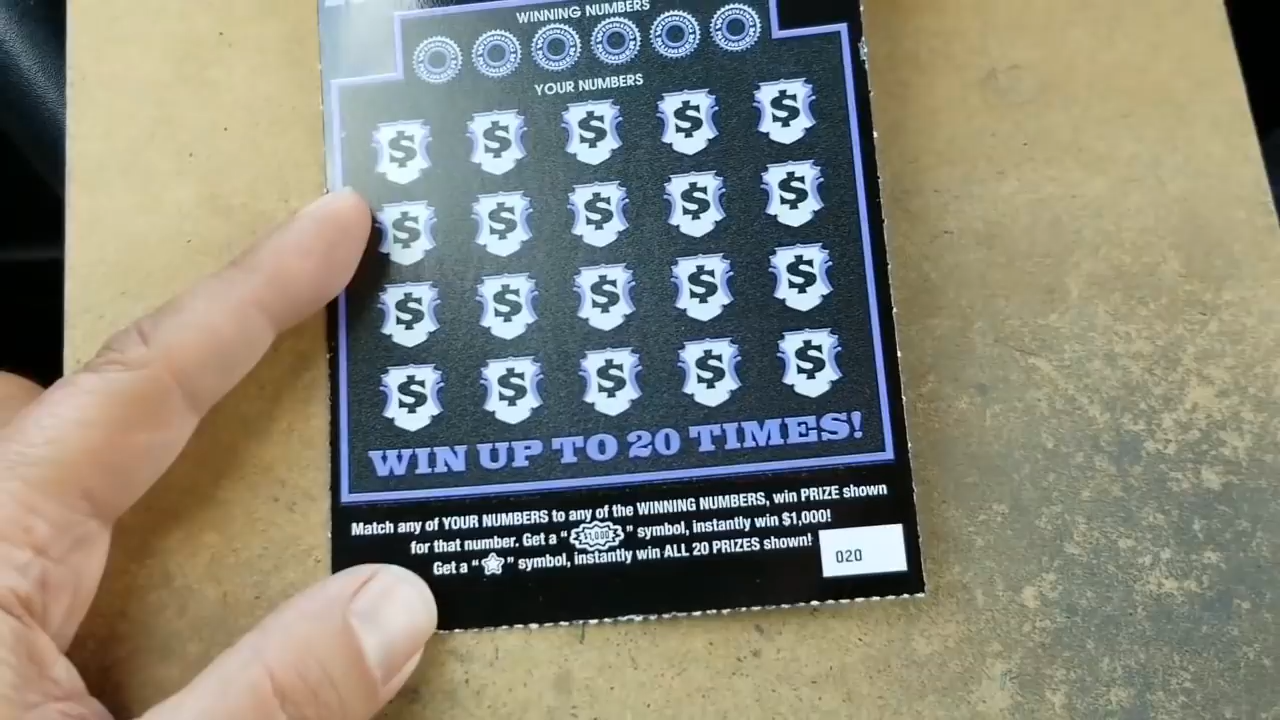 WINNING NUMBERS
YOUR NUMBERS
$ $ $ $ $
$ $ $ $ $
$ $ $ $ $
$ $ $ $ $
WIN UP TO 20 TIMES!
Match any of YOUR NUMBERS to any of the WINNING NUMBERS, win PRIZE shown
for that number. Get a “$1,000” symbol, instantly win $1,000!
Get a “ ” symbol, instantly win ALL 20 PRIZES shown!
020